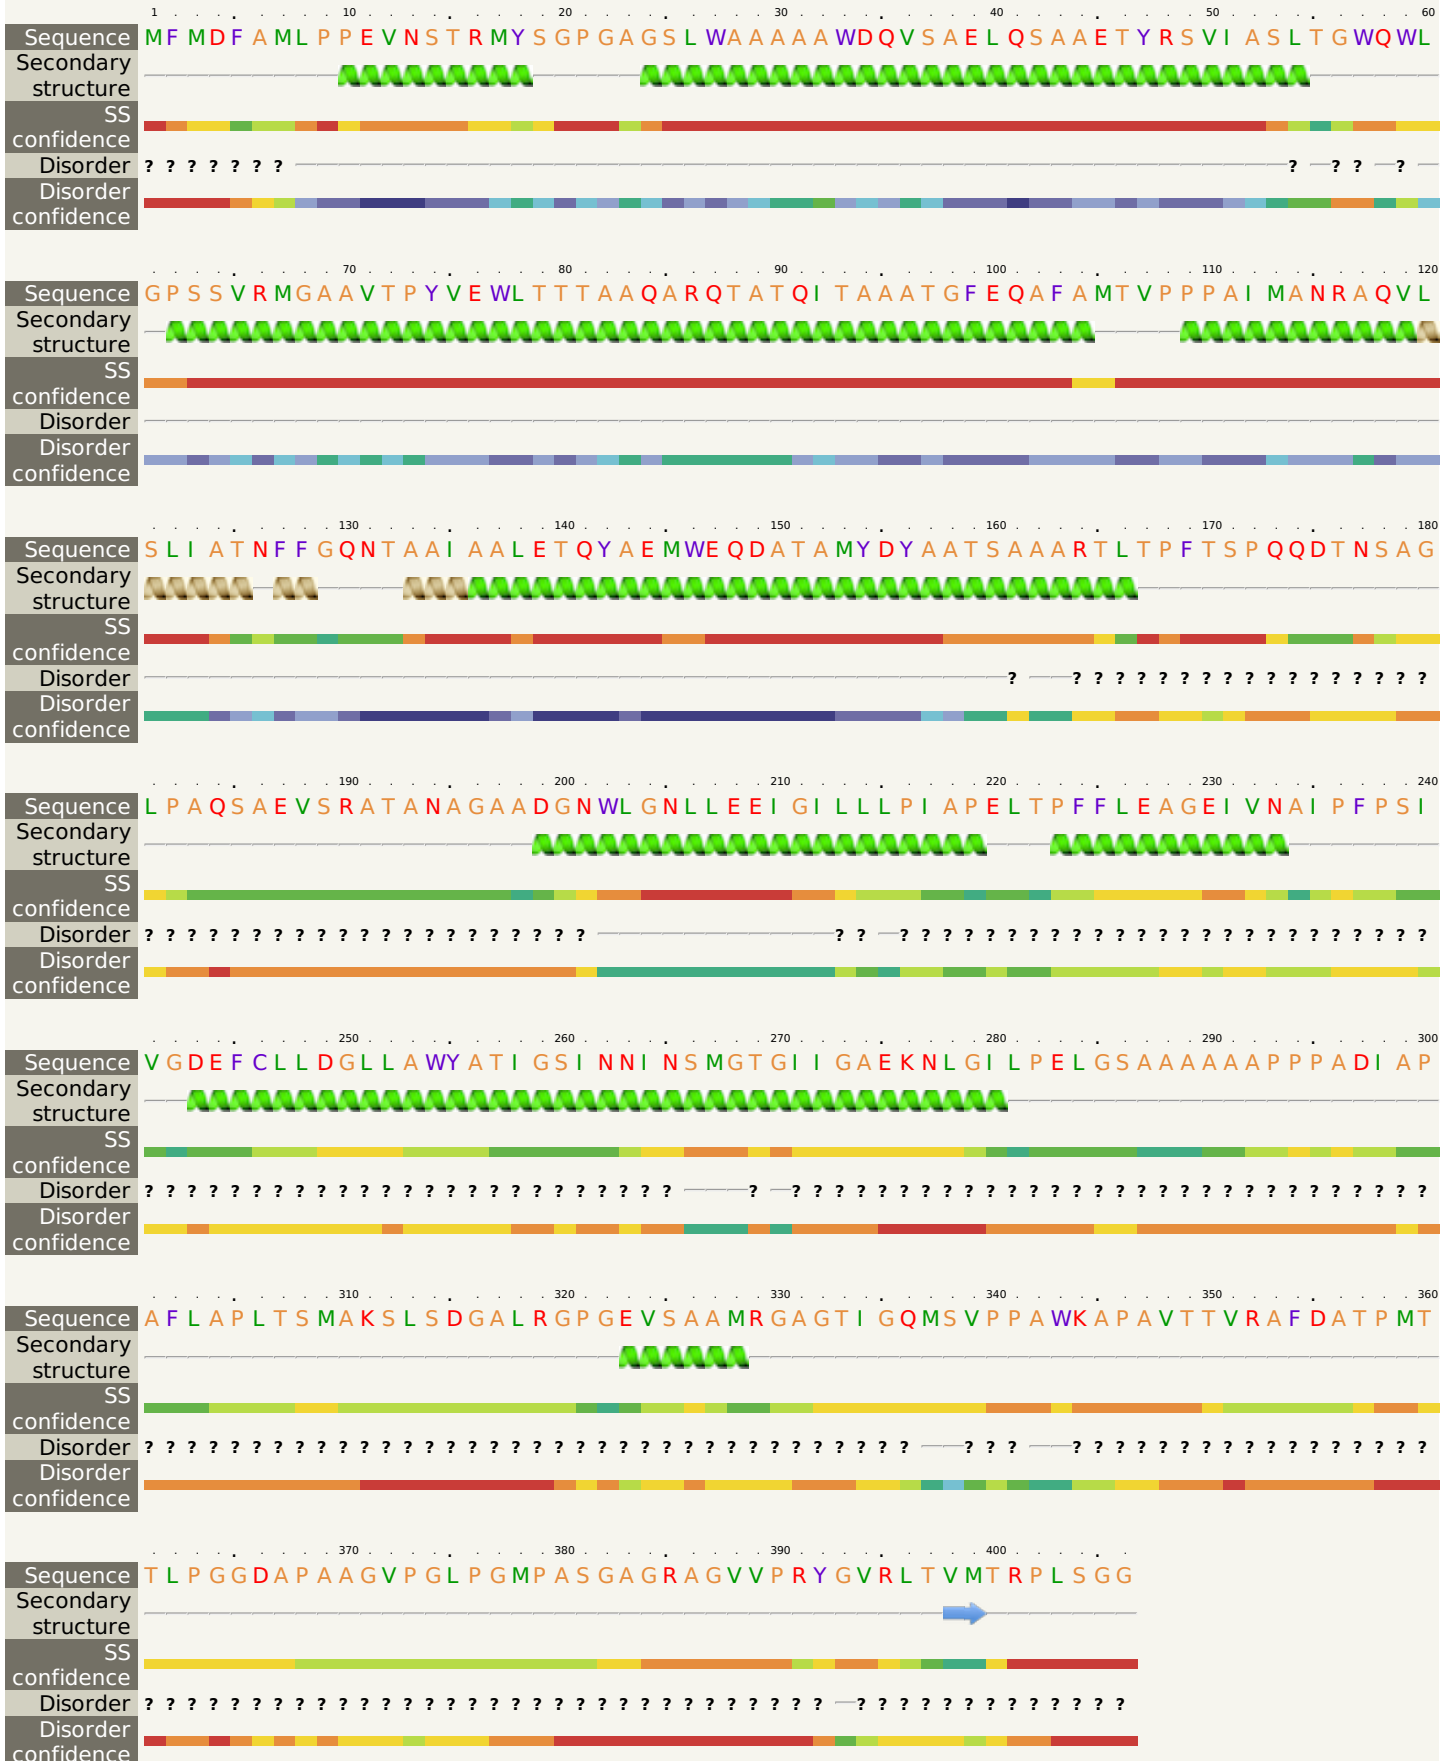 1 10 20 30 40 50 60
Sequence MFMDFAMLPPEVNSTRMYSGPGAGSLWAAAAAWDQVSAELQSAAETYRSVIASLTGWQWL
Secondary
structure
SS
confidence
Disorder ? ? ? ? ? ? ? ? ? ? ?
Disorder
confidence
70 80 90 100 110 120
Sequence GPSSVRMGAAVTPYVEWLTTTAAQARQTATQITAAATGFEQAFAMTVPPPAIMANRAQVL
Secondary
structure
SS
confidence
Disorder
Disorder
confidence
130 140 150 160 170 180
Sequence SLIATNFFGQNTAAIAALETQYAEMWEQDATAMYDYAATSAAARTLTPFTSPQQDTNSAG
Secondary
structure
SS
confidence
Disorder ? ? ? ? ? ? ? ? ? ? ? ? ? ? ? ? ? ?
Disorder
confidence
190 200 210 220 230 240
Sequence LPAQSAEVSRATANAGAADGNWLGNLLEEIGILLLPIAPELTPFFLEAGEIVNAIPFPSI
Secondary
structure
SS
confidence
Disorder ? ? ? ? ? ? ? ? ? ? ? ? ? ? ? ? ? ? ? ? ? ? ? ? ? ? ? ? ? ? ? ? ? ? ? ? ? ? ? ? ? ? ? ? ? ? ? ?
Disorder
confidence
250 260 270 280 290 300
Sequence VGDEFCLLDGLLAWYATIGSINNINSMGTGIIGAEKNLGILPELGSAAAAAAPPPADIAP
Secondary
structure
SS
confidence
Disorder ? ? ? ? ? ? ? ? ? ? ? ? ? ? ? ? ? ? ? ? ? ? ? ? ? ? ? ? ? ? ? ? ? ? ? ? ? ? ? ? ? ? ? ? ? ? ? ? ? ? ? ? ? ? ? ?
Disorder
confidence
310 320 330 340 350 360
Sequence AFLAPLTSMAKSLSDGALRGPGEVSAAMRGAGTIGQMSVPPAWKAPAVTTVRAFDATPMT
Secondary
structure
SS
confidence
Disorder ? ? ? ? ? ? ? ? ? ? ? ? ? ? ? ? ? ? ? ? ? ? ? ? ? ? ? ? ? ? ? ? ? ? ? ? ? ? ? ? ? ? ? ? ? ? ? ? ? ? ? ? ? ? ? ?
Disorder
confidence
370 380 390 400
Sequence TLPGGDAPAAGVPGLPGMPASGAGRAGVVPRYGVRLTVMTRPLSGG
Secondary
structure
SS
confidence
Disorder ? ? ? ? ? ? ? ? ? ? ? ? ? ? ? ? ? ? ? ? ? ? ? ? ? ? ? ? ? ? ? ? ? ? ? ? ? ? ? ? ? ? ? ? ?
Disorder
confidence